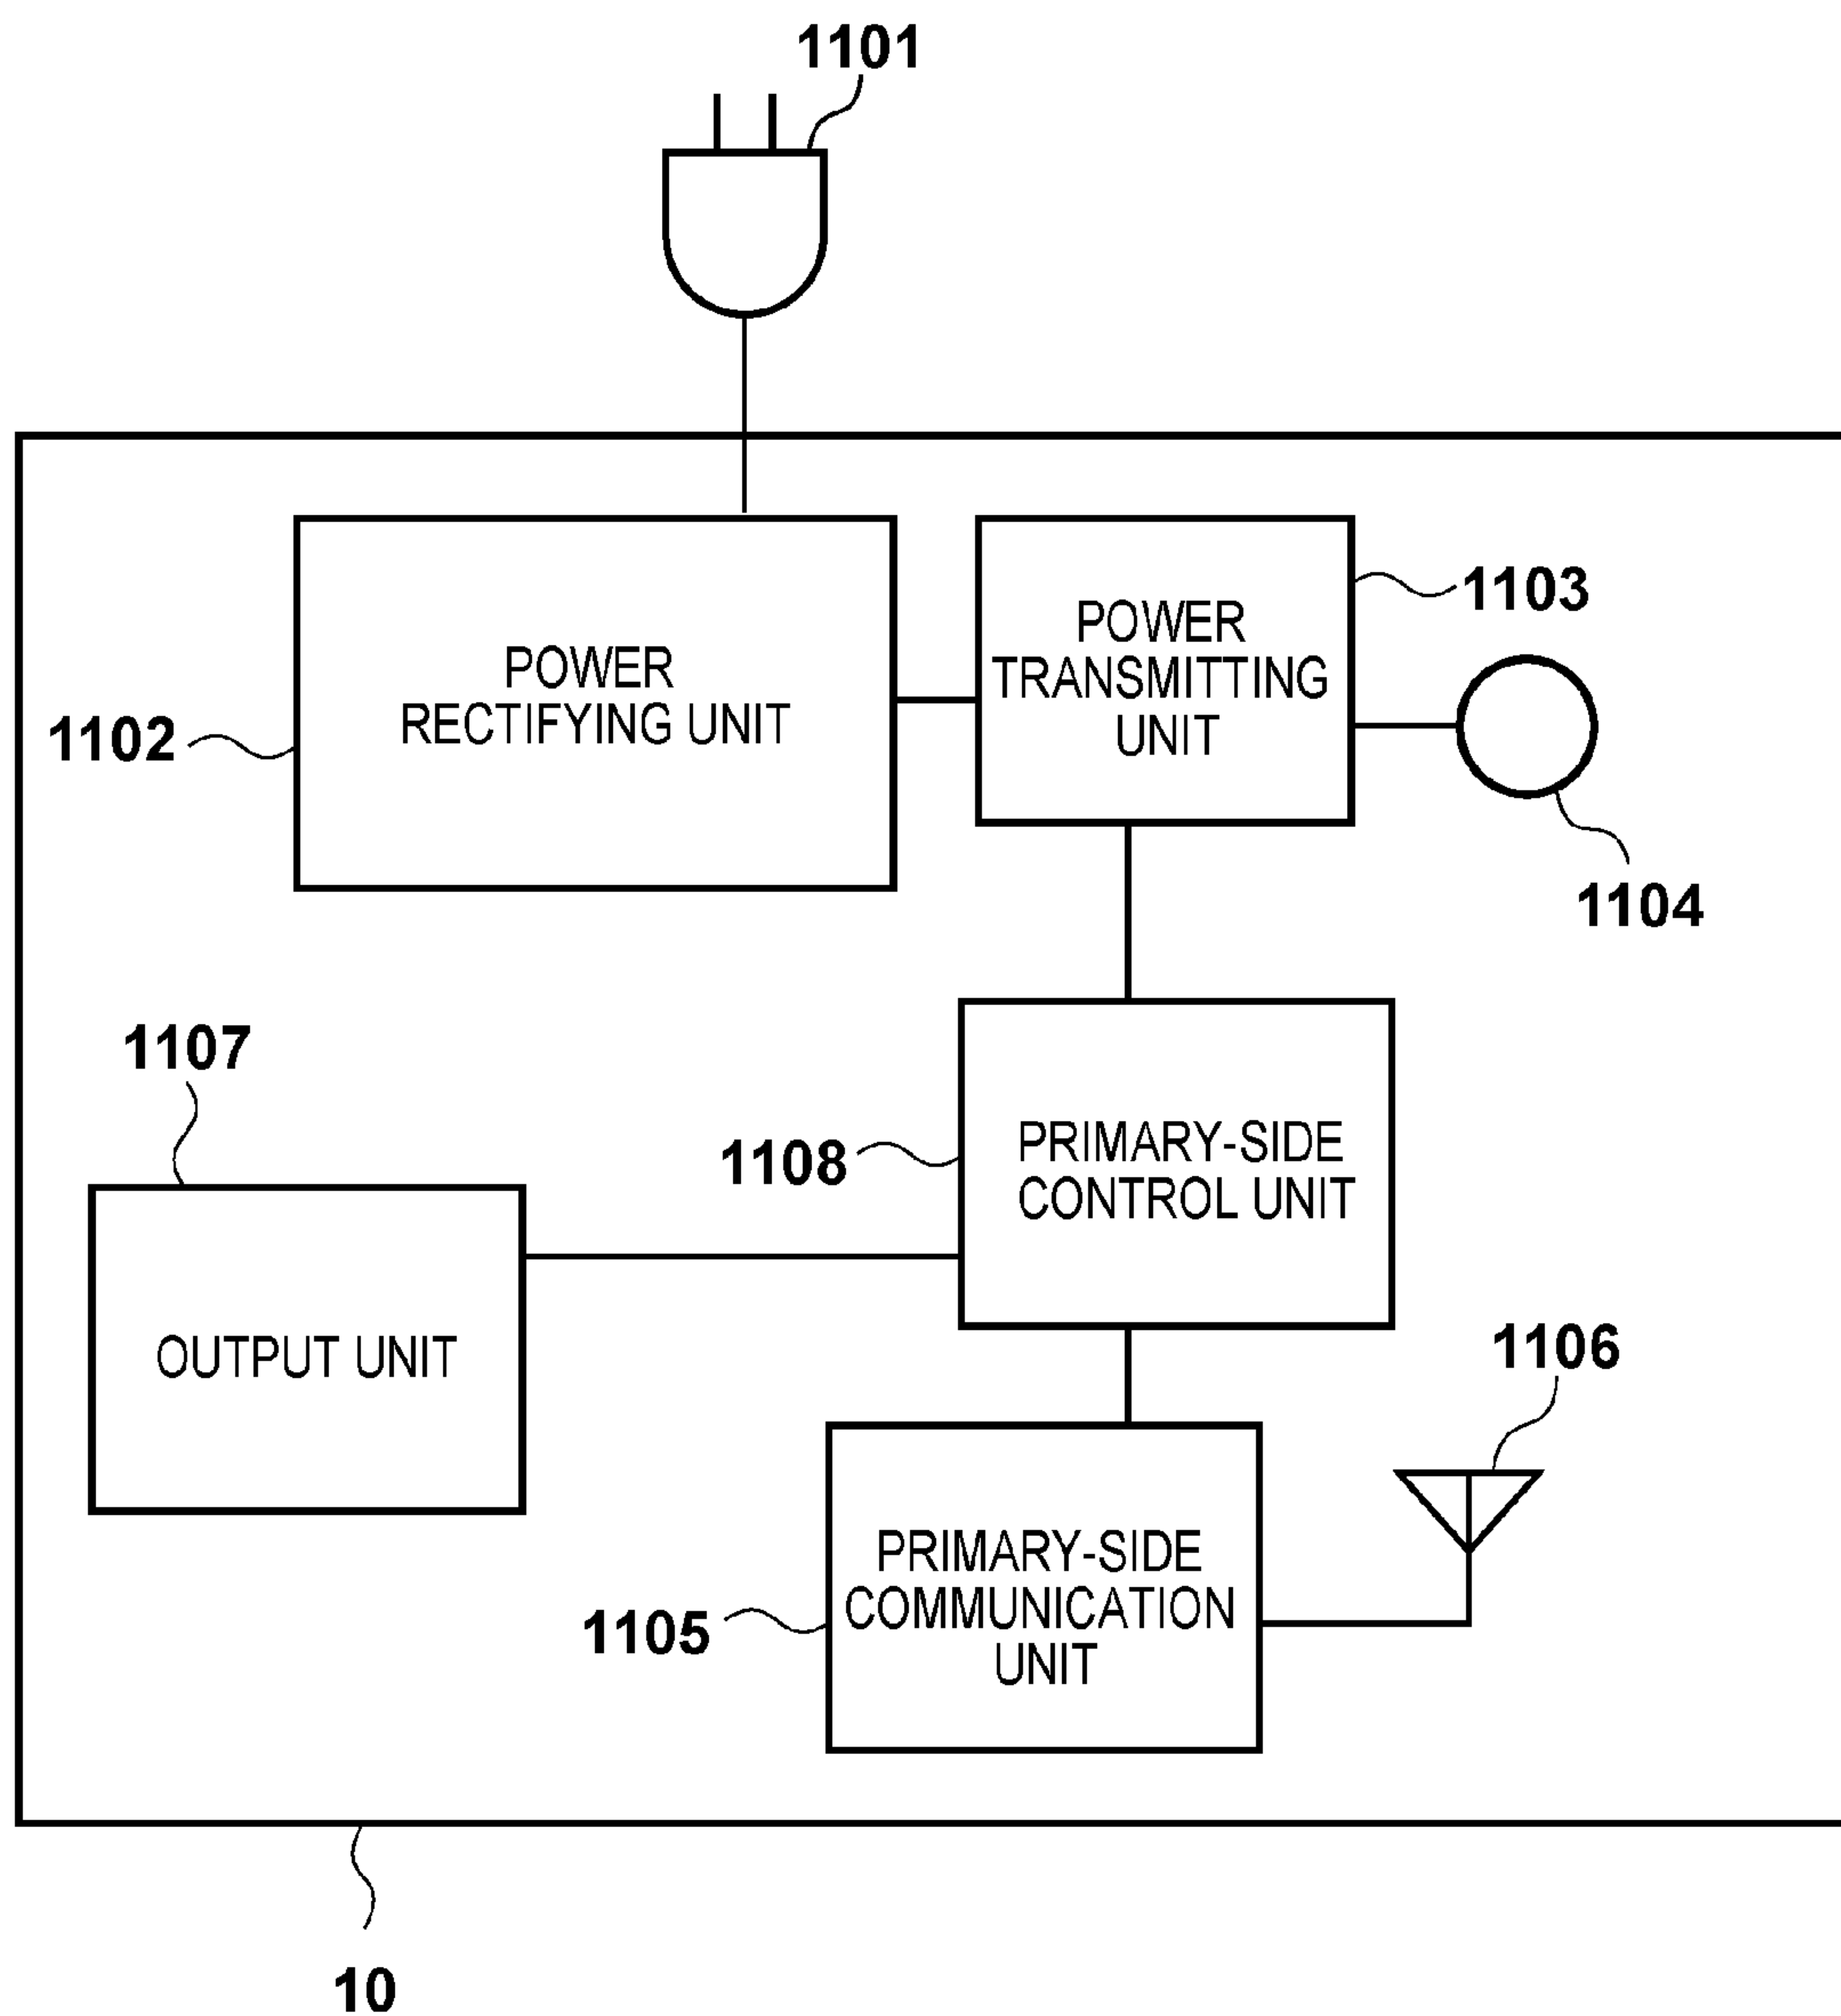 1101
POWER
RECTIFYING UNIT
1102
POWER
TRANSMITTING
UNIT
1103
1104
1107
OUTPUT UNIT
1108
PRIMARY-SIDE
CONTROL UNIT
1106
PRIMARY-SIDE
COMMUNICATION
UNIT
1105
10